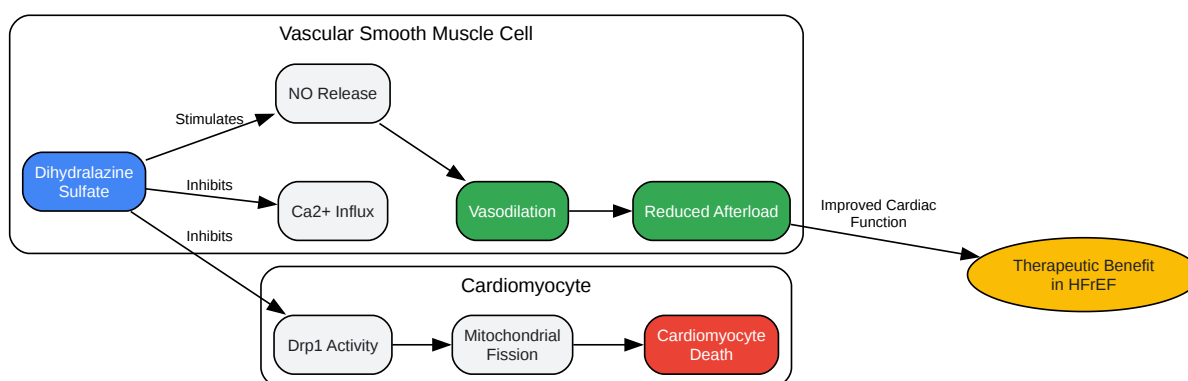 Vascular Smooth Muscle Cell
NO Release
Stimulates
Dihydralazine
Sulfate
Inhibits
Ca2+ Influx
Vasodilation
Reduced Afterload
Improved Cardiac
Function
Inhibits
Therapeutic Benefit
in HFrEF
Cardiomyocyte
Drp1 Activity
Mitochondrial
Fission
Cardiomyocyte
Death